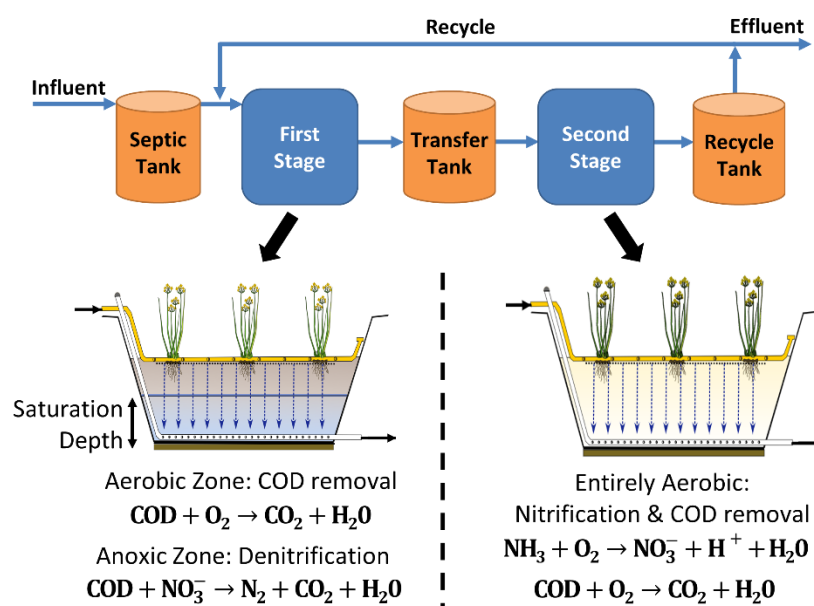 Recycle
Effluent
Influent
Septic
Tank
First
Stage
Transfer
Tank
Second
Stage
Recycle
Tank
Saturation
Depth
Aerobic Zone: COD removal
COD + O₂ → CO₂ + H₂0
Anoxic Zone: Denitrification
COD + NO₃⁻ → N₂ + CO₂ + H₂0
Entirely Aerobic:
Nitrification & COD removal
NH₃ + O₂ → NO₃⁻ + H⁺ + H₂0
COD + O₂ → CO₂ + H₂0